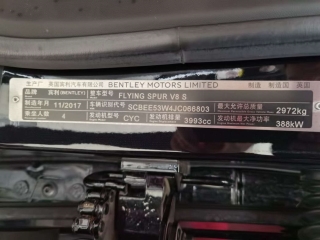 生产厂 英国宾利汽车有限公司 BENTLEY MOTORS LIMITED 制造国 英国
品牌 宾利(BENTLEY) 整车型号 FLYING SPUR V8 S
制造年月 11/2017 车辆识别代号 SCBEE53W4JC066803 最大允许总质量 2972kg
乘坐人数 4 发动机型号 CYC 发动机排量 3993cc 发动机最大净功率 388kW